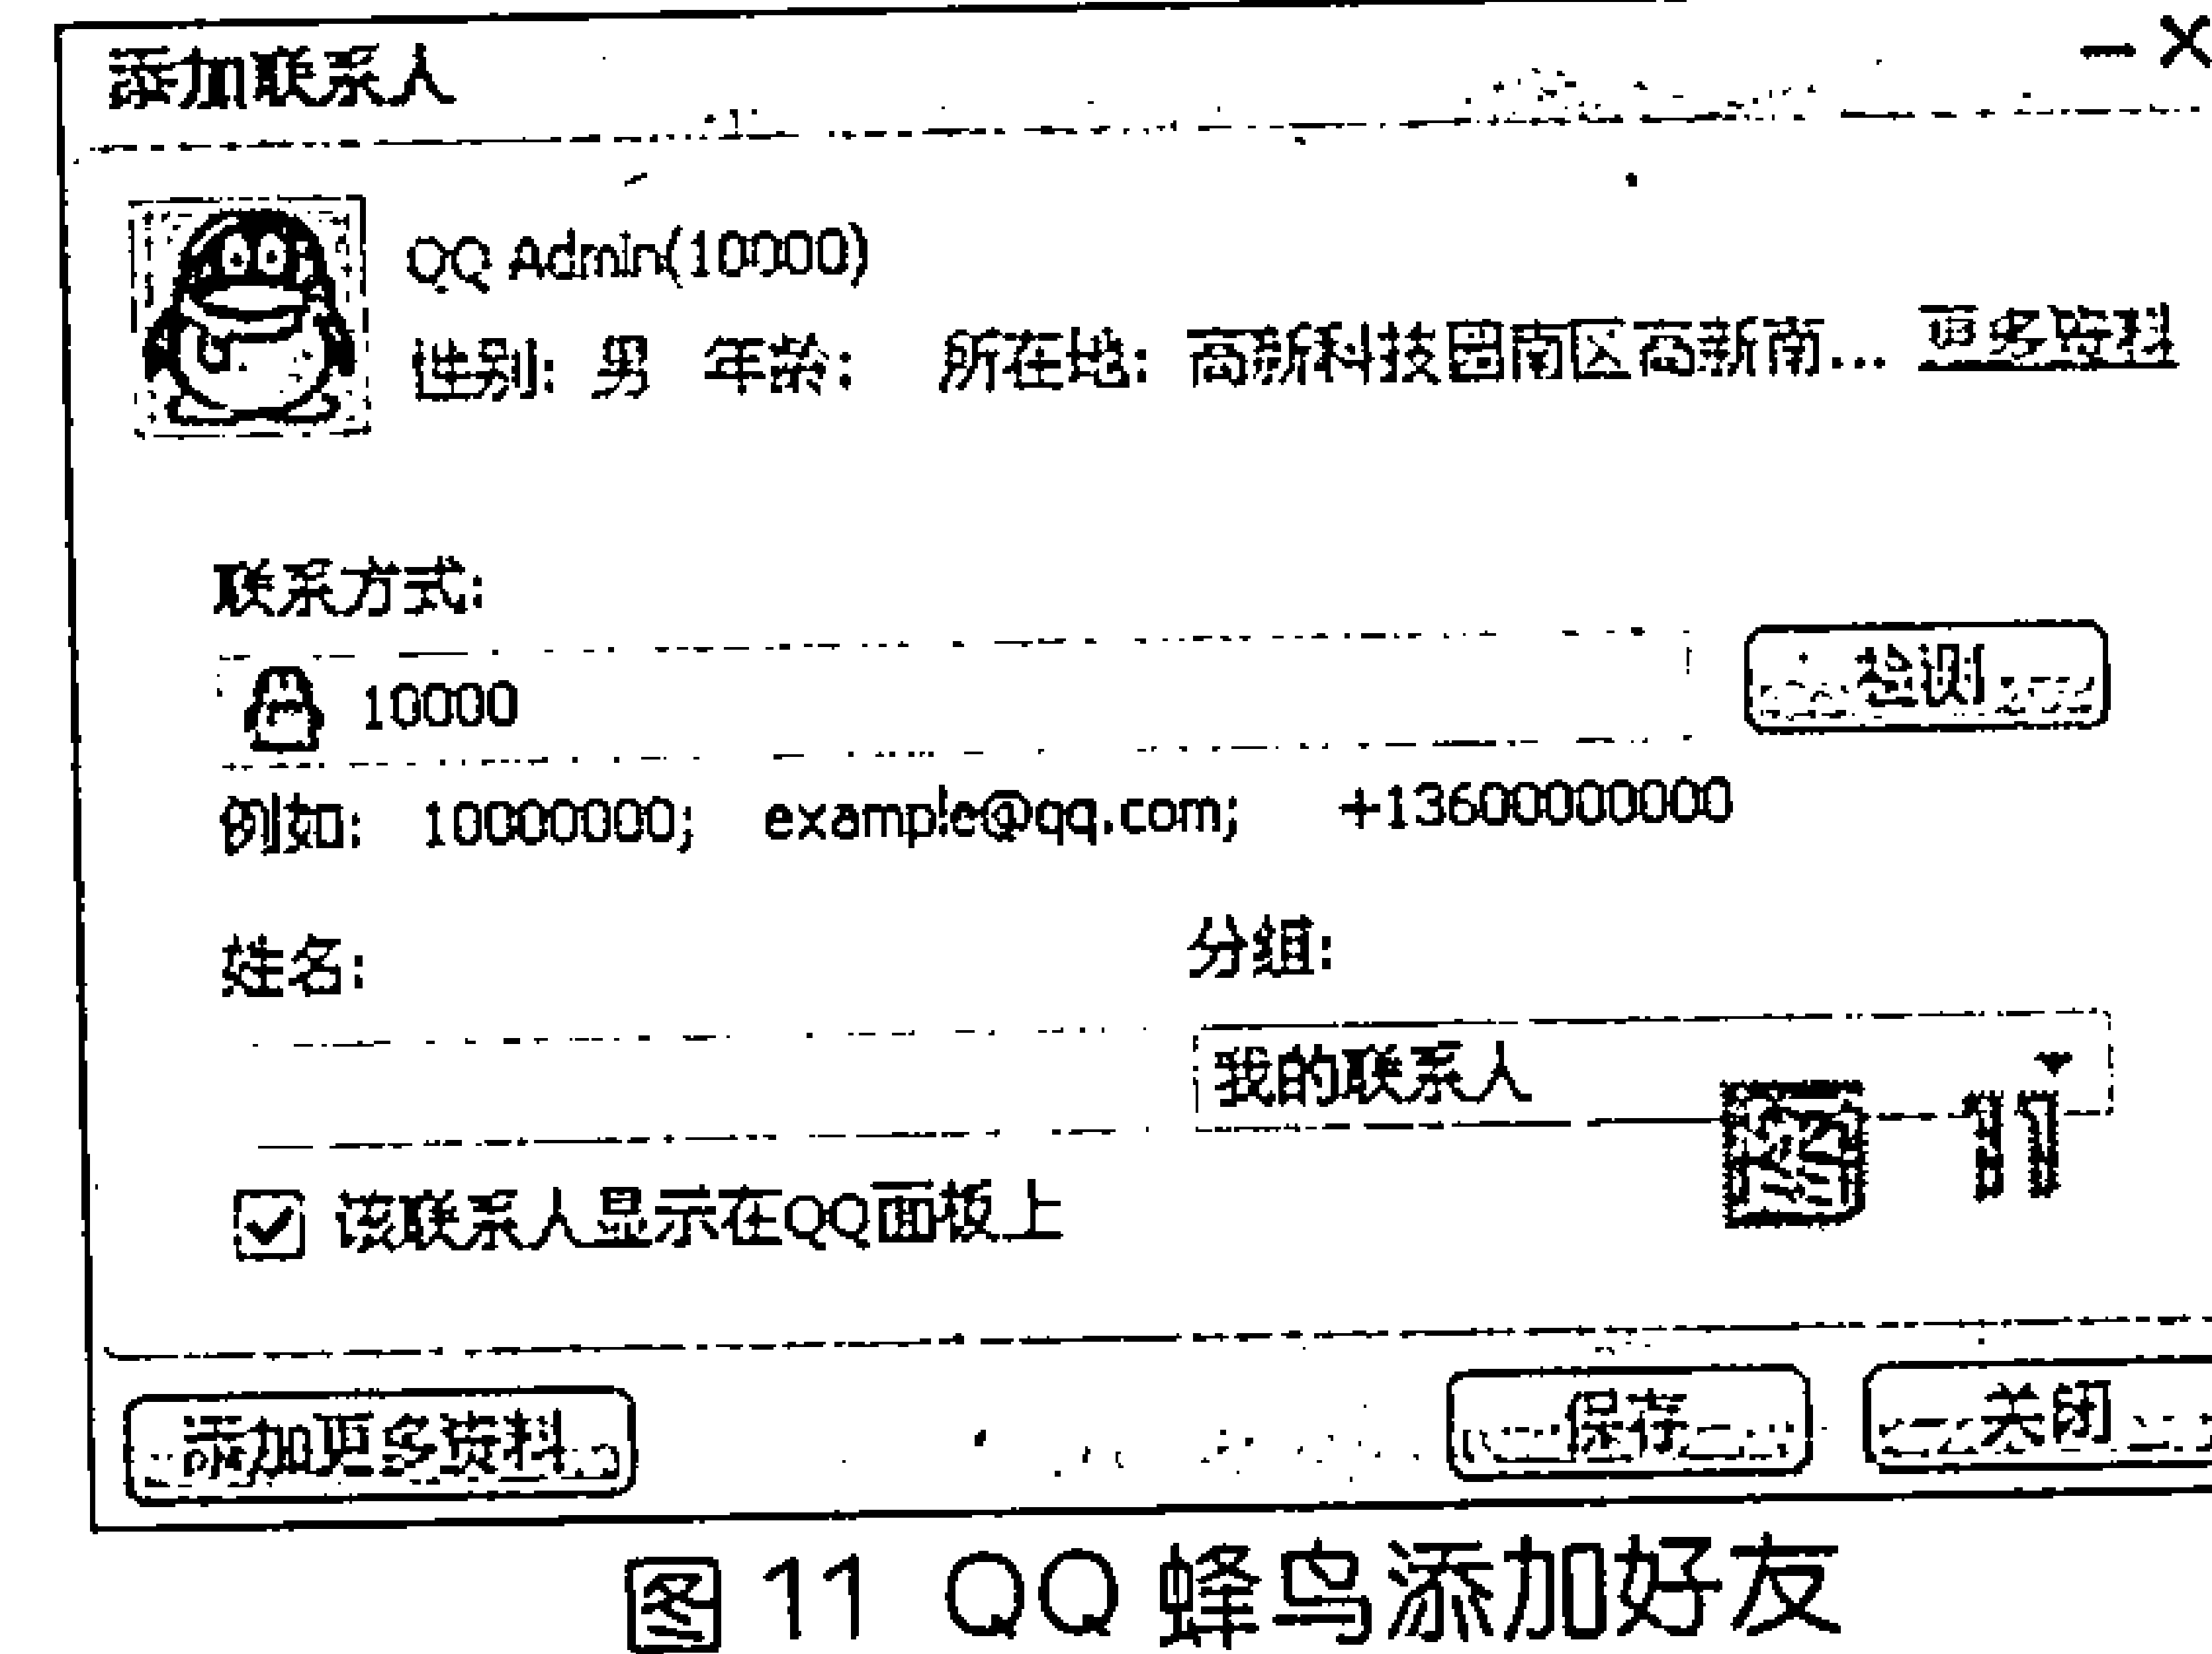 添加联系人
QQ Admin(10000)
性别: 男 年龄: 所在地: 高新科技园南区高新南... 更多资料
联系方式:
10000
检测
例如: 10000000; example@qq.com; +13600000000
姓名:
分组:
我的联系人
图 11
该联系人显示在QQ面板上
添加更多资料
保存
关闭
图 11 QQ 蜂鸟添加好友